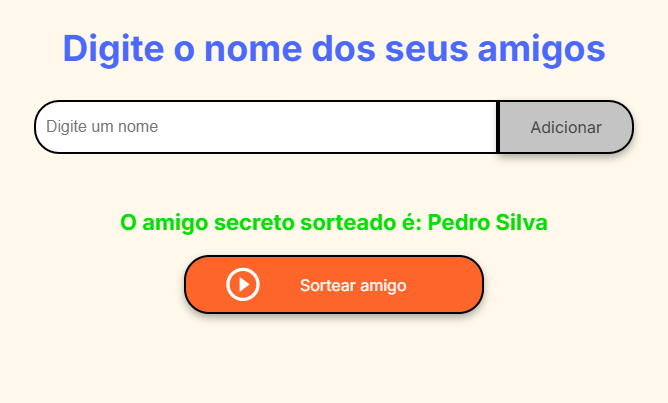 Digite o nome dos seus amigos
Digite um nome
Adicionar
O amigo secreto sorteado é: Pedro Silva
Sortear amigo